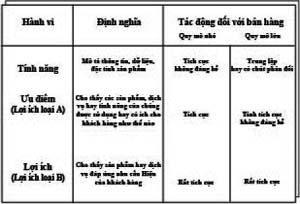 Hành vi
Định nghĩa
Tác động đối với bán hàng
Quy mô nhỏ
Quy mô lớn
Tính năng
Mô tả thông tin, dữ liệu,
đặc tính sản phẩm
Tích cực
không đáng kể
Trung lập
hay có chút phản đối
Ưu điểm
(Lợi ích loại A)
Cho thấy các sản phẩm, dịch
vụ hay tính năng của chúng
được sử dụng hay có ích cho
khách hàng như thế nào
Tích cực
Tính tích cực
không đáng kể
Lợi ích
(Lợi ích loại B)
Cho thấy sản phẩm hay dịch
vụ đáp ứng nhu cầu Hiện
của khách hàng
Rất tích cực
Rất tích cực